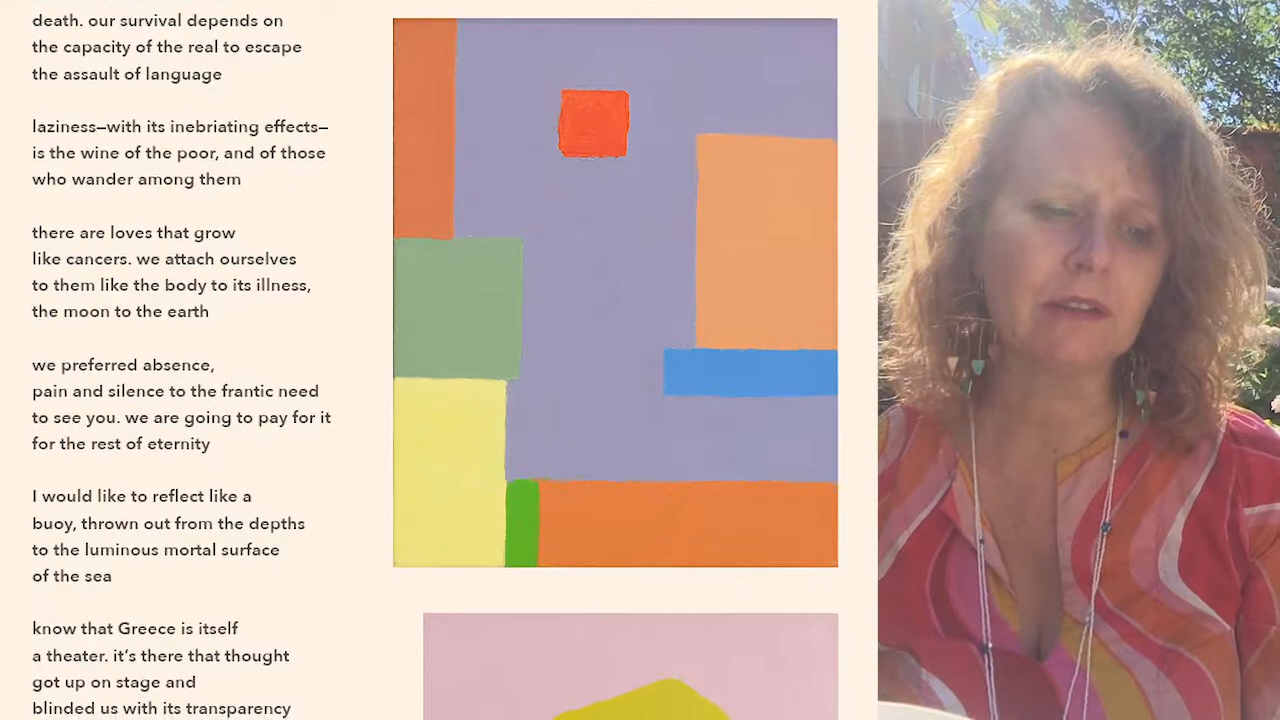 death. our survival depends on
the capacity of the real to escape
the assault of language
laziness—with its inebriating effects—
is the wine of the poor, and of those
who wander among them
there are loves that grow
like cancers. we attach ourselves
to them like the body to its illness,
the moon to the earth
we preferred absence,
pain and silence to the frantic need
to see you. we are going to pay for it
for the rest of eternity
I would like to reflect like a
buoy, thrown out from the depths
to the luminous mortal surface
of the sea
know that Greece is itself
a theater. it's there that thought
got up on stage and
blinded us with its transparency